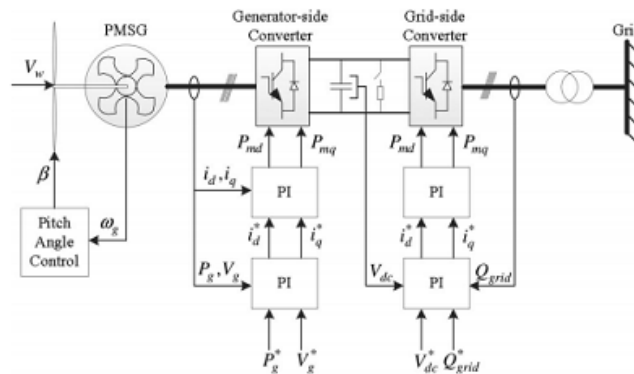 PMSG
Generator-side
Converter
Grid-side
Converter
Gri
V_w
P_md
P_mq
P_md
P_mq
β
i_d, i_q
PI
PI
Pitch
Angle
Control
ω_g
i_d^*
i_q^*
i_d^*
i_q^*
P_g, V_g
PI
V_dc
PI
Q_grid
P_g^*
V_g^*
V_dc^*
Q_grid^*